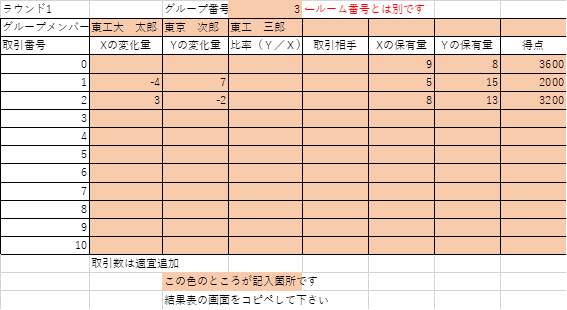 ラウンド1 グループ番号 3 ←ルーム番号とは別です
グループメンバー 東工大 太郎 東京 次郎 東工 三郎
取引番号 Xの変化量 Yの変化量 比率（Y／X） 取引相手 Xの保有量 Yの保有量 得点
0 9 8 3600
1 -4 7 5 15 2000
2 3 -2 8 13 3200
3
4
5
6
7
8
9
10
取引数は適宜追加
この色のところが記入箇所です
結果表の画面をコピペして下さい